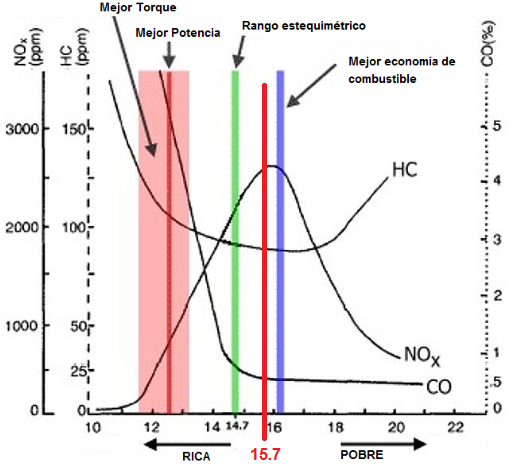 Mejor Torque
Mejor Potencia
Rango estequimétrico
Mejor economia de
combustible
NOx
(ppm)
HC
(ppm)
CO(%)
3000
2000
1000
0
150
100
50
25
0
5
4
3
2
1
.5
0
HC
NOx
CO
10 12 14 14.7 16 18 20 22
RICA
15.7
POBRE